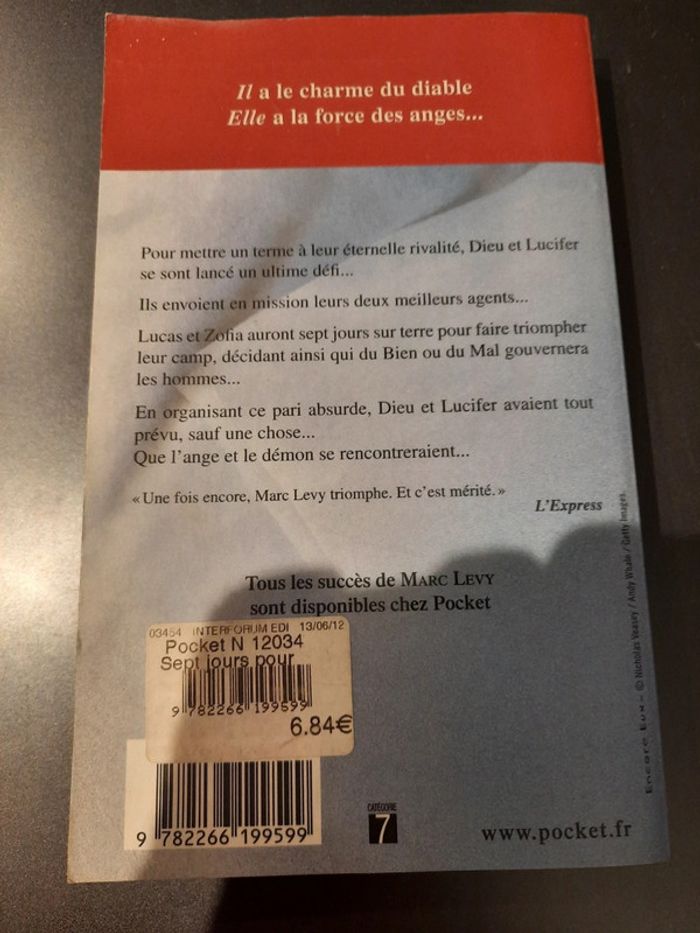 Il a le charme du diable
Elle a la force des anges...
Pour mettre un terme à leur éternelle rivalité, Dieu et Lucifer
se sont lancé un ultime défi...
Ils envoient en mission leurs deux meilleurs agents...
Lucas et Zofia auront sept jours sur terre pour faire triompher
leur camp, décidant ainsi qui du Bien ou du Mal gouvernera
les hommes...
En organisant ce pari absurde, Dieu et Lucifer avaient tout
prévu, sauf une chose...
Que l'ange et le démon se rencontreraient...
« Une fois encore, Marc Levy triomphe. Et c'est mérité. »
L'Express
Tous les succès de MARC LEVY
sont disponibles chez Pocket
03454 INTERFORUM EDI 13/06/12
Pocket N 12034
Sept jours pour
9 782266 199599
6.84€
9 782266 199599
CATÉGORIE
7
www.pocket.fr
© Nicholas Veasey / Andy Whale / Getty Images.